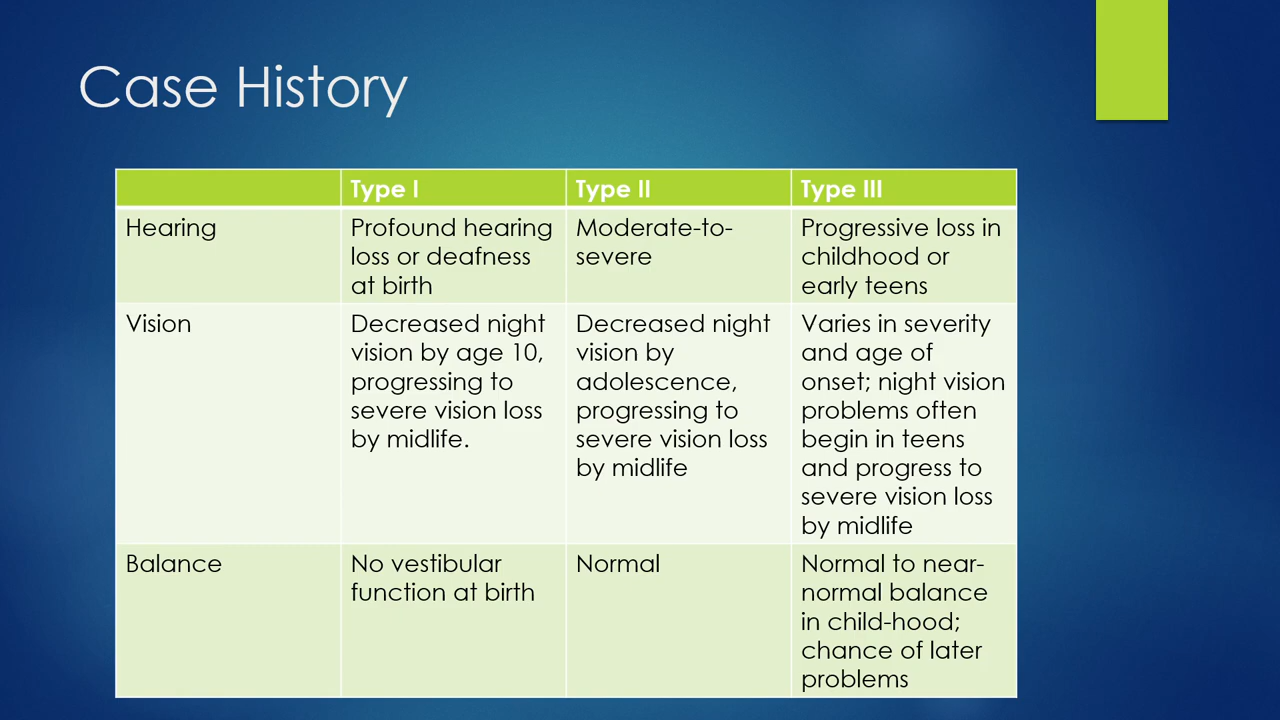 Case History
Type I
Type II
Type III
Hearing
Profound hearing
loss or deafness
at birth
Moderate-to-
severe
Progressive loss in
childhood or
early teens
Vision
Decreased night
vision by age 10,
progressing to
severe vision loss
by midlife.
Decreased night
vision by
adolescence,
progressing to
severe vision loss
by midlife
Varies in severity
and age of
onset; night vision
problems often
begin in teens
and progress to
severe vision loss
by midlife
Balance
No vestibular
function at birth
Normal
Normal to near-
normal balance
in child-hood;
chance of later
problems